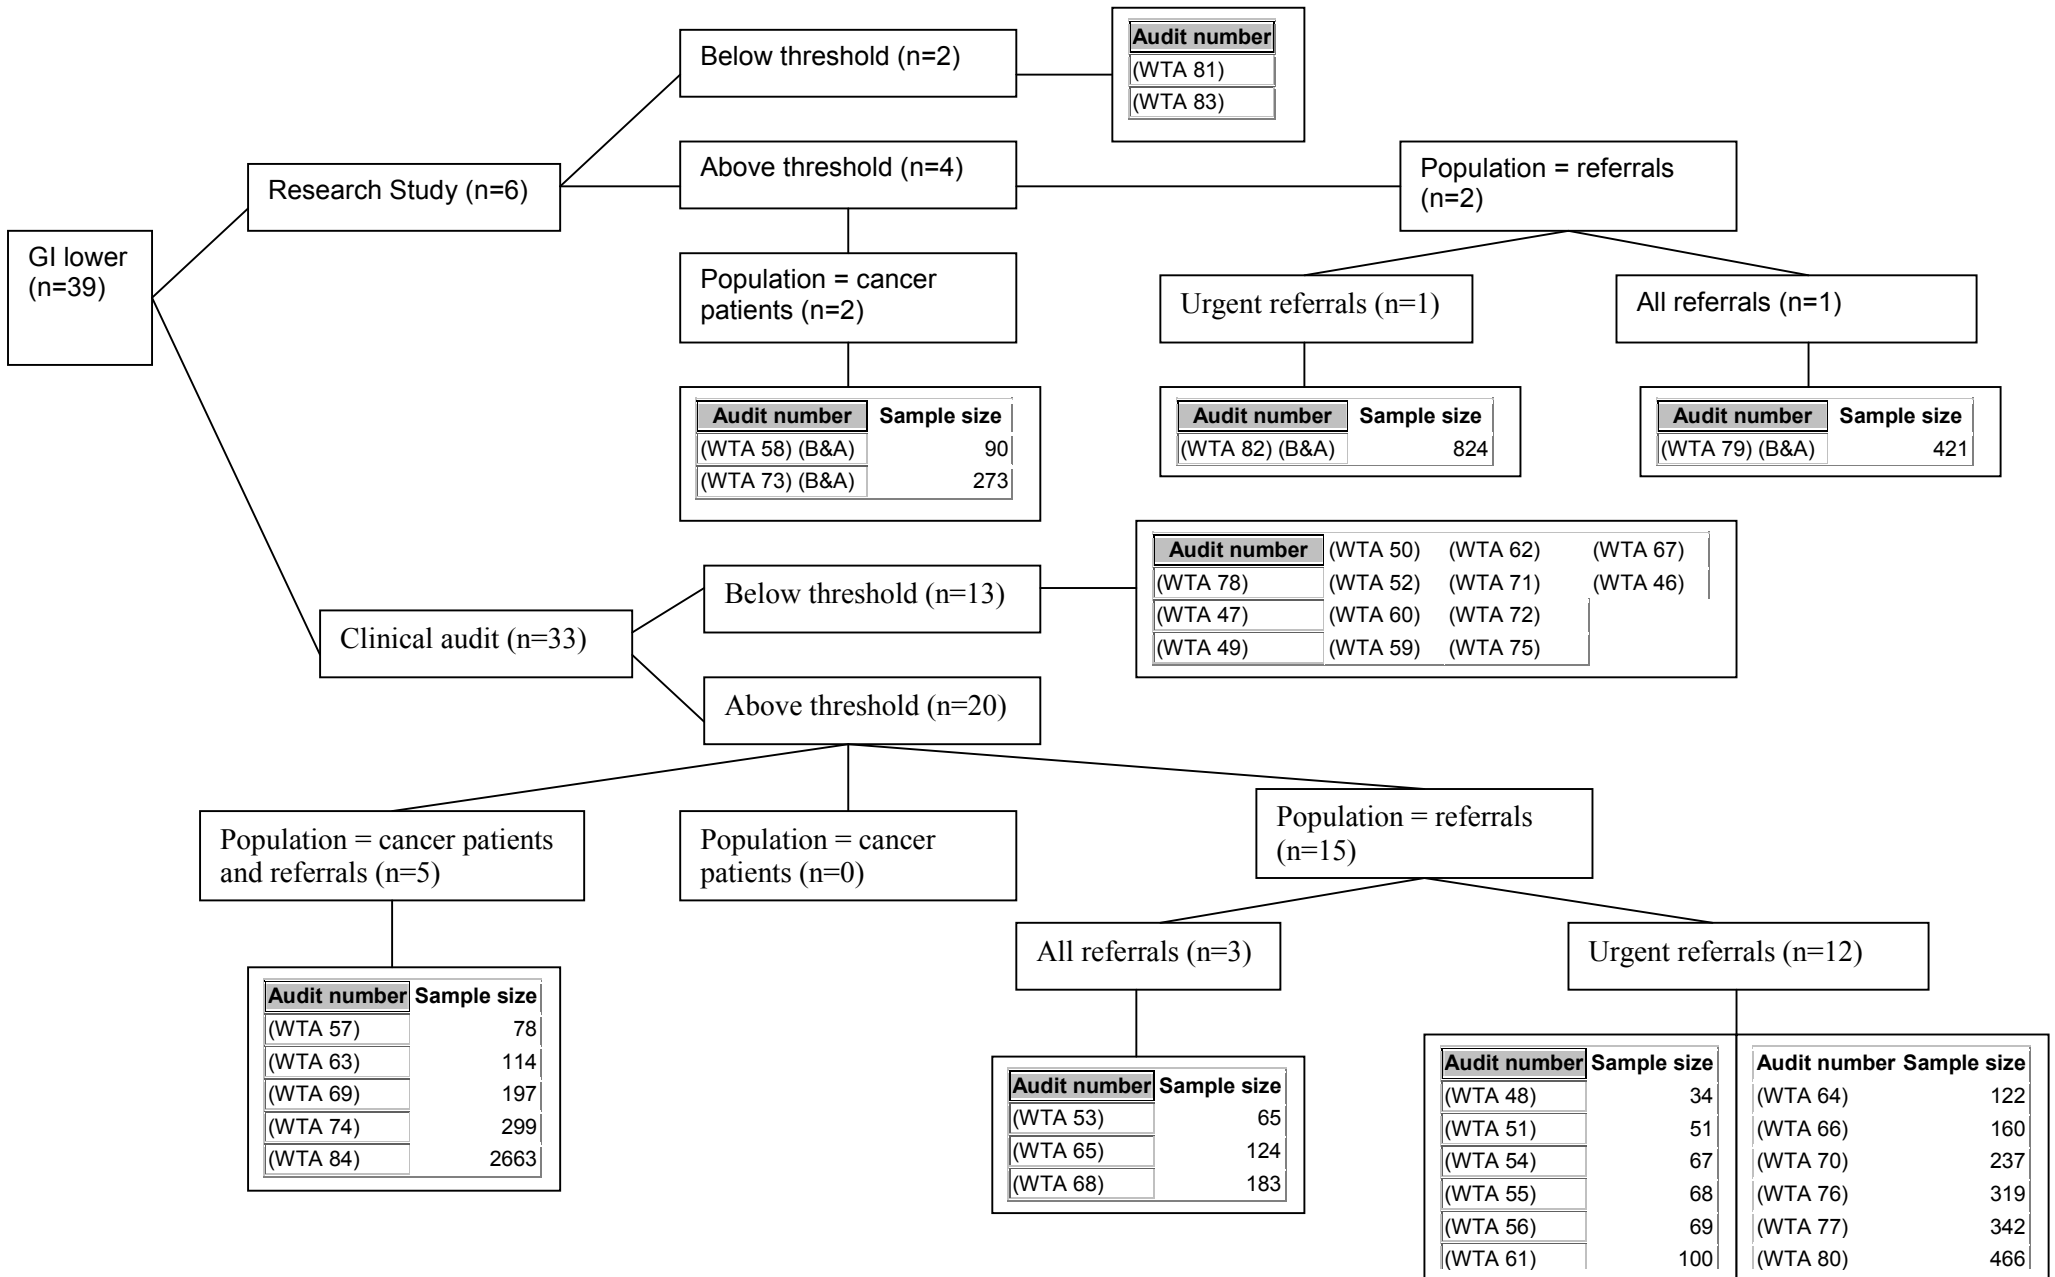 Below threshold (n=2)
Audit number
(WTA 81)
(WTA 83)
Above threshold (n=4)
Population = referrals
(n=2)
Research Study (n=6)
GI lower
(n=39)
Population = cancer
patients (n=2)
Urgent referrals (n=1)
All referrals (n=1)
Audit number Sample size
(WTA 58) (B&A) 90
(WTA 73) (B&A) 273
Audit number Sample size
(WTA 82) (B&A) 824
Audit number Sample size
(WTA 79) (B&A) 421
Audit number (WTA 50) (WTA 62) (WTA 67)
(WTA 78) (WTA 52) (WTA 71) (WTA 46)
(WTA 47) (WTA 60) (WTA 72)
(WTA 49) (WTA 59) (WTA 75)
Below threshold (n=13)
Clinical audit (n=33)
Above threshold (n=20)
Population = cancer patients
and referrals (n=5)
Population = cancer
patients (n=0)
Population = referrals
(n=15)
All referrals (n=3)
Urgent referrals (n=12)
Audit number Sample size
(WTA 57) 78
(WTA 63) 114
(WTA 69) 197
(WTA 74) 299
(WTA 84) 2663
Audit number Sample size
(WTA 53) 65
(WTA 65) 124
(WTA 68) 183
Audit number Sample size
(WTA 48) 34
(WTA 51) 51
(WTA 54) 67
(WTA 55) 68
(WTA 56) 69
(WTA 61) 100
Audit number Sample size
(WTA 64) 122
(WTA 66) 160
(WTA 70) 237
(WTA 76) 319
(WTA 77) 342
(WTA 80) 466